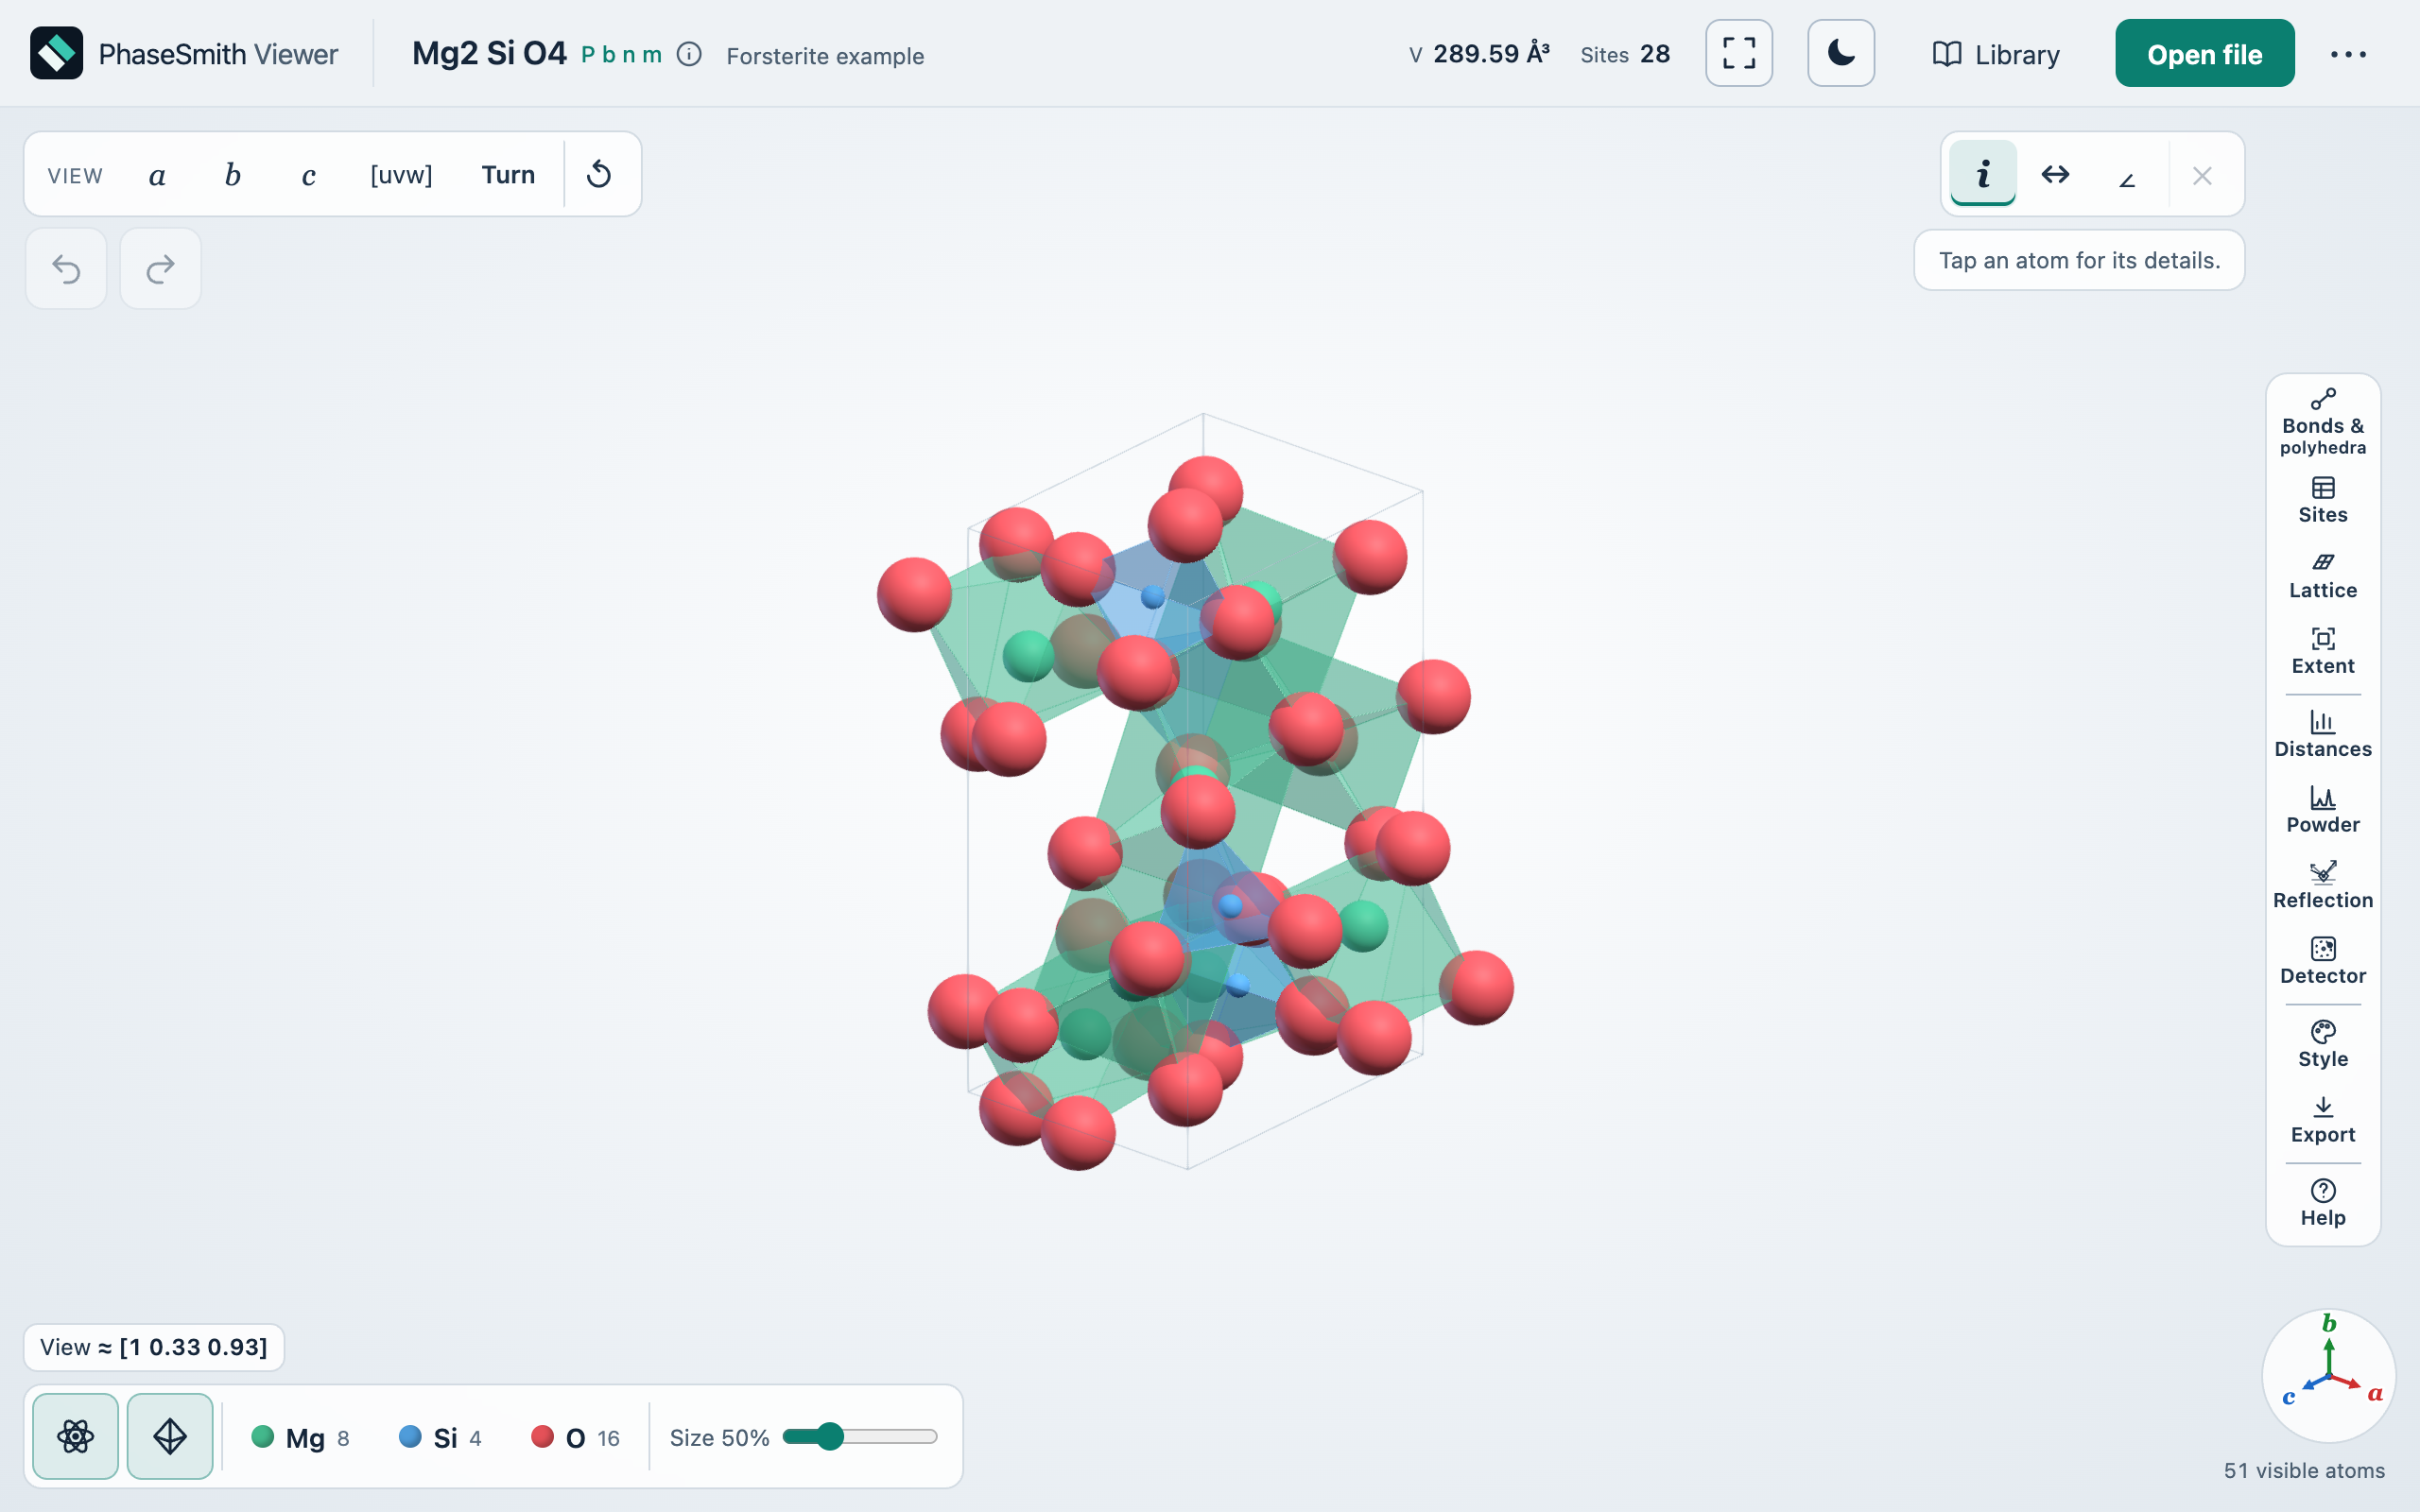 PhaseSmith Viewer
Mg2 Si O4 P b n m i Forsterite example
V 289.59 Å³ Sites 28
Library
Open file
VIEW a b c [uvw] Turn
i
Tap an atom for its details.
Bonds &
polyhedra
Sites
Lattice
Extent
Distances
Powder
Reflection
Detector
Style
Export
Help
View ≈ [1 0.33 0.93]
Mg 8 Si 4 O 16 Size 50%
b
c a
51 visible atoms